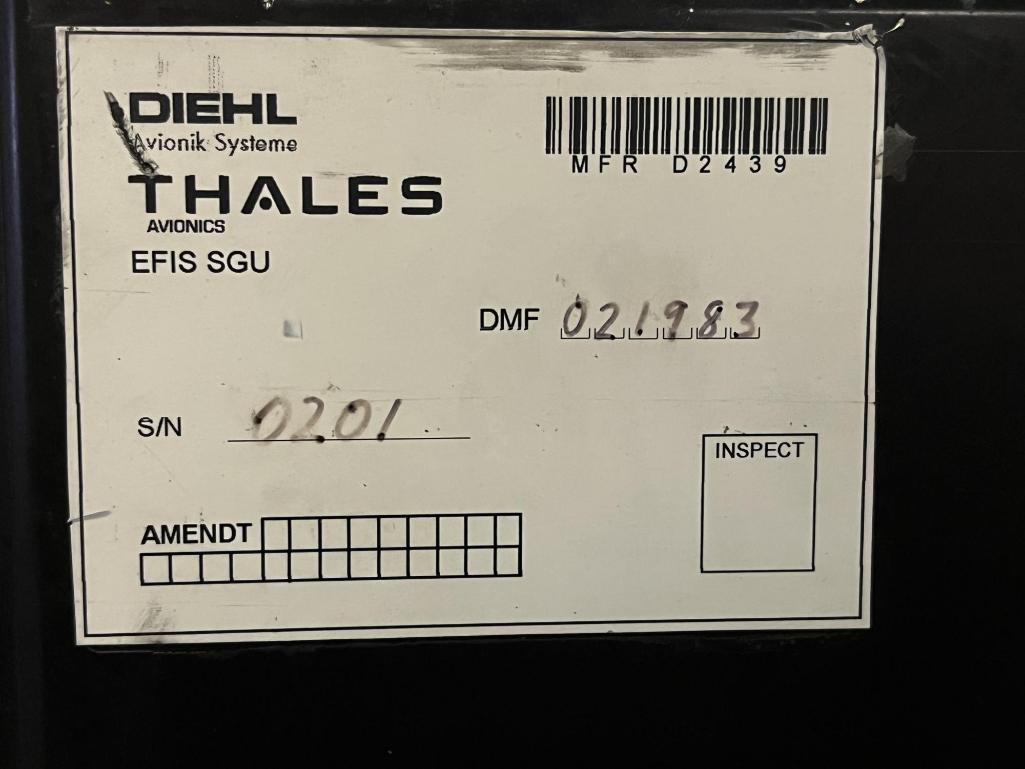 DIEHL
Avionik Systeme
MFR D2439
THALES
AVIONICS
EFIS SGU
DMF 021983
S/N 0201
INSPECT
AMENDT